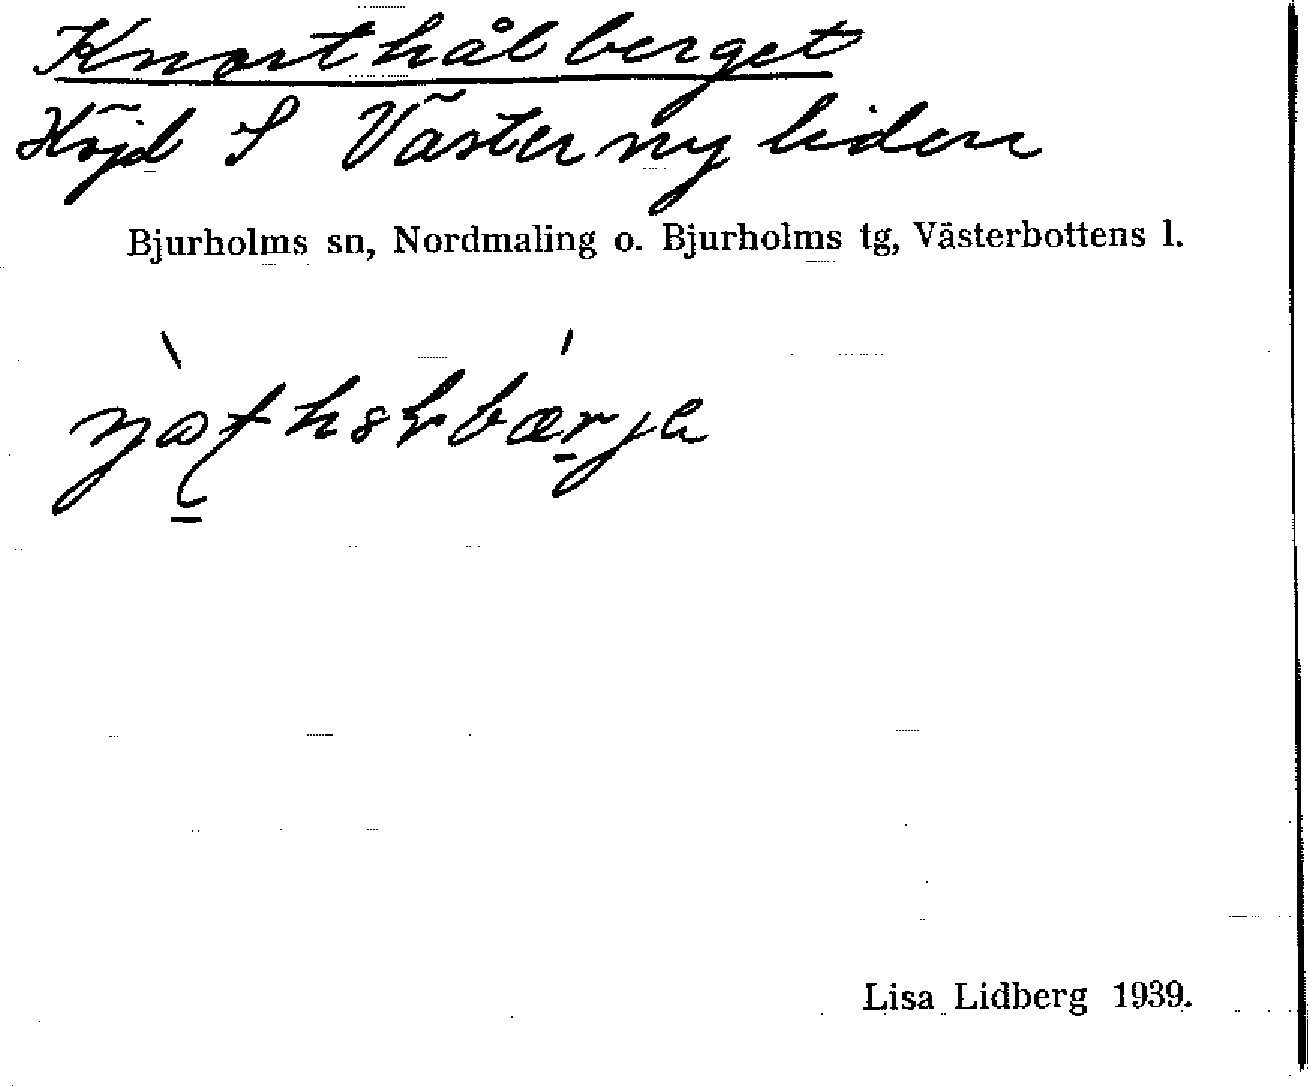 Knorthålberget
Höjd S Västernyliden
Bjurholms sn, Nordmaling o. Bjurholms tg, Västerbottens l.
Lisa Lidberg 1939.